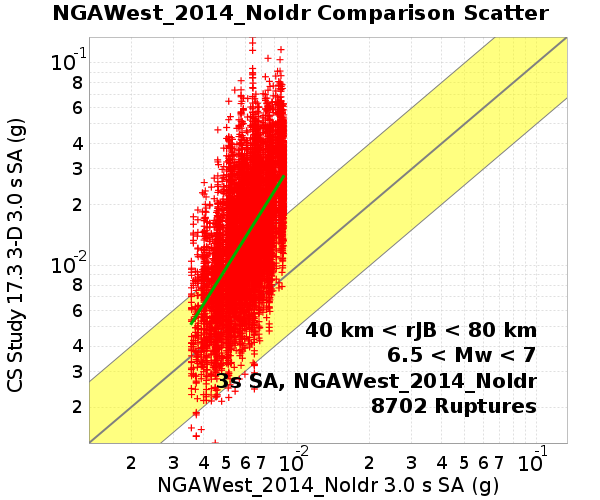 NGAWest_2014_NoIdr Comparison Scatter
CS Study 17.3 3-D 3.0 s SA (g)
10-1
8
6
4
3
2
10-2
8
6
4
3
2
40 km < rJB < 80 km
6.5 < Mw < 7
3s SA, NGAWest_2014_NoIdr
8702 Ruptures
2 3 4 5 6 7 10-2 2 3 4 5 6 7 10-1
NGAWest_2014_NoIdr 3.0 s SA (g)